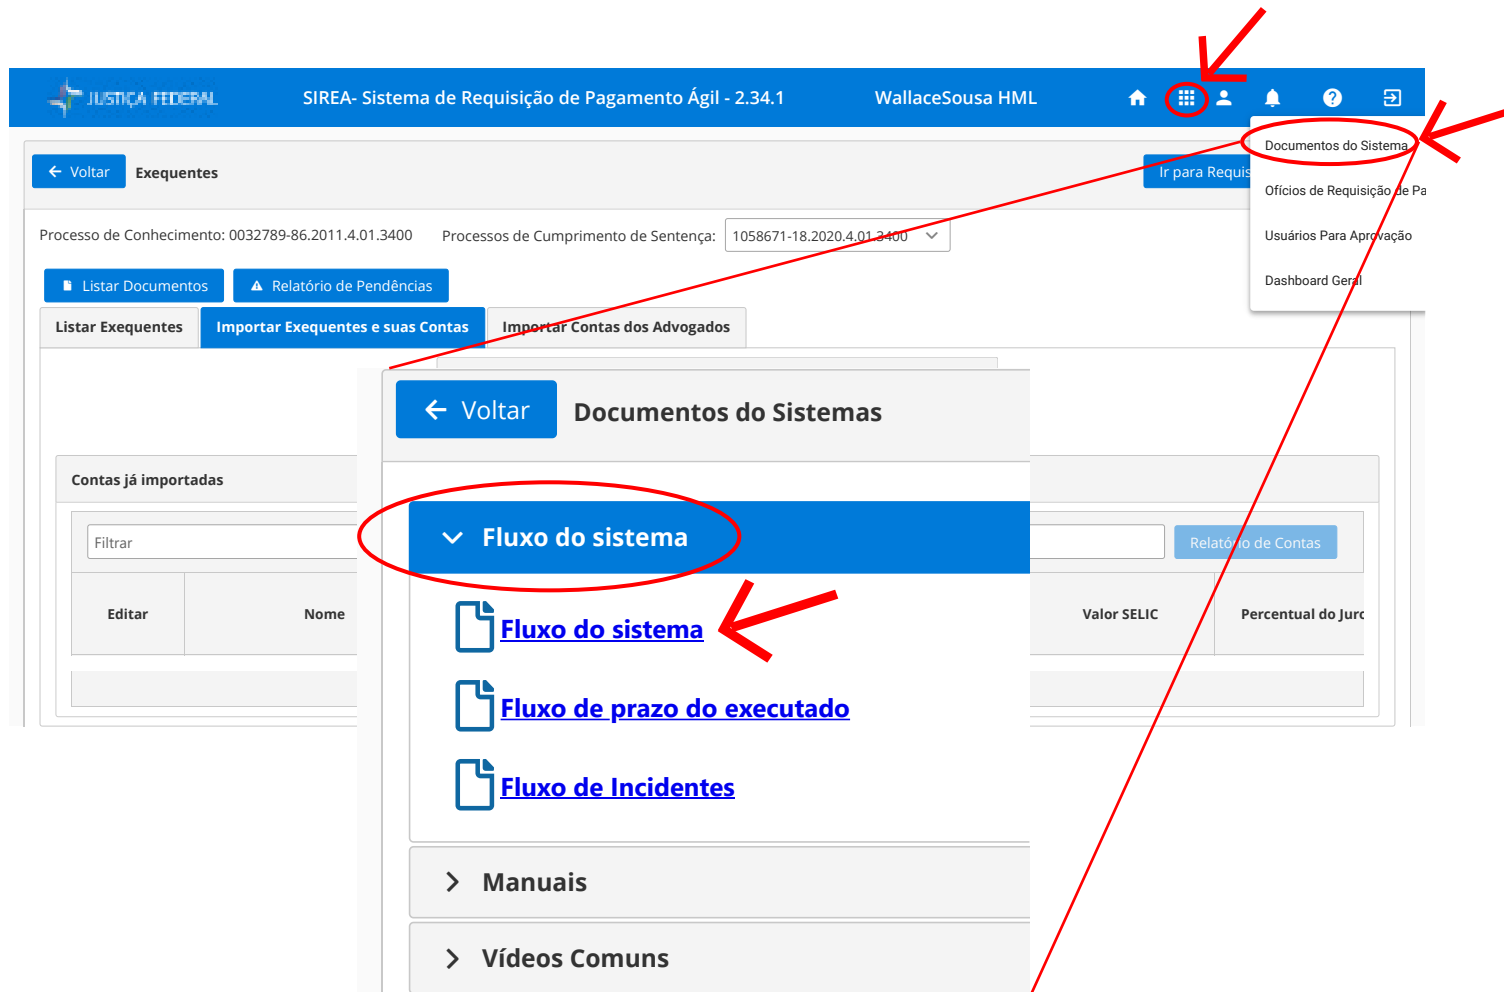 JUSTIÇA FEDERAL
SIREA- Sistema de Requisição de Pagamento Ágil - 2.34.1
WallaceSousa HML
Documentos do Sistema
Ofícios de Requisição de Pa
Usuários Para Aprovação
Dashboard Geral
Voltar
Exequentes
Ir para Requis
Processo de Conhecimento: 0032789-86.2011.4.01.3400
Processos de Cumprimento de Sentença:
1058671-18.2020.4.01.3400
Listar Documentos
Relatório de Pendências
Listar Exequentes
Importar Exequentes e suas Contas
Importar Contas dos Advogados
Contas já importadas
Filtrar
Relatório de Contas
Editar
Nome
Valor SELIC
Percentual do Juro
Voltar
Documentos do Sistemas
Fluxo do sistema
Fluxo do sistema
Fluxo de prazo do executado
Fluxo de Incidentes
Manuais
Vídeos Comuns